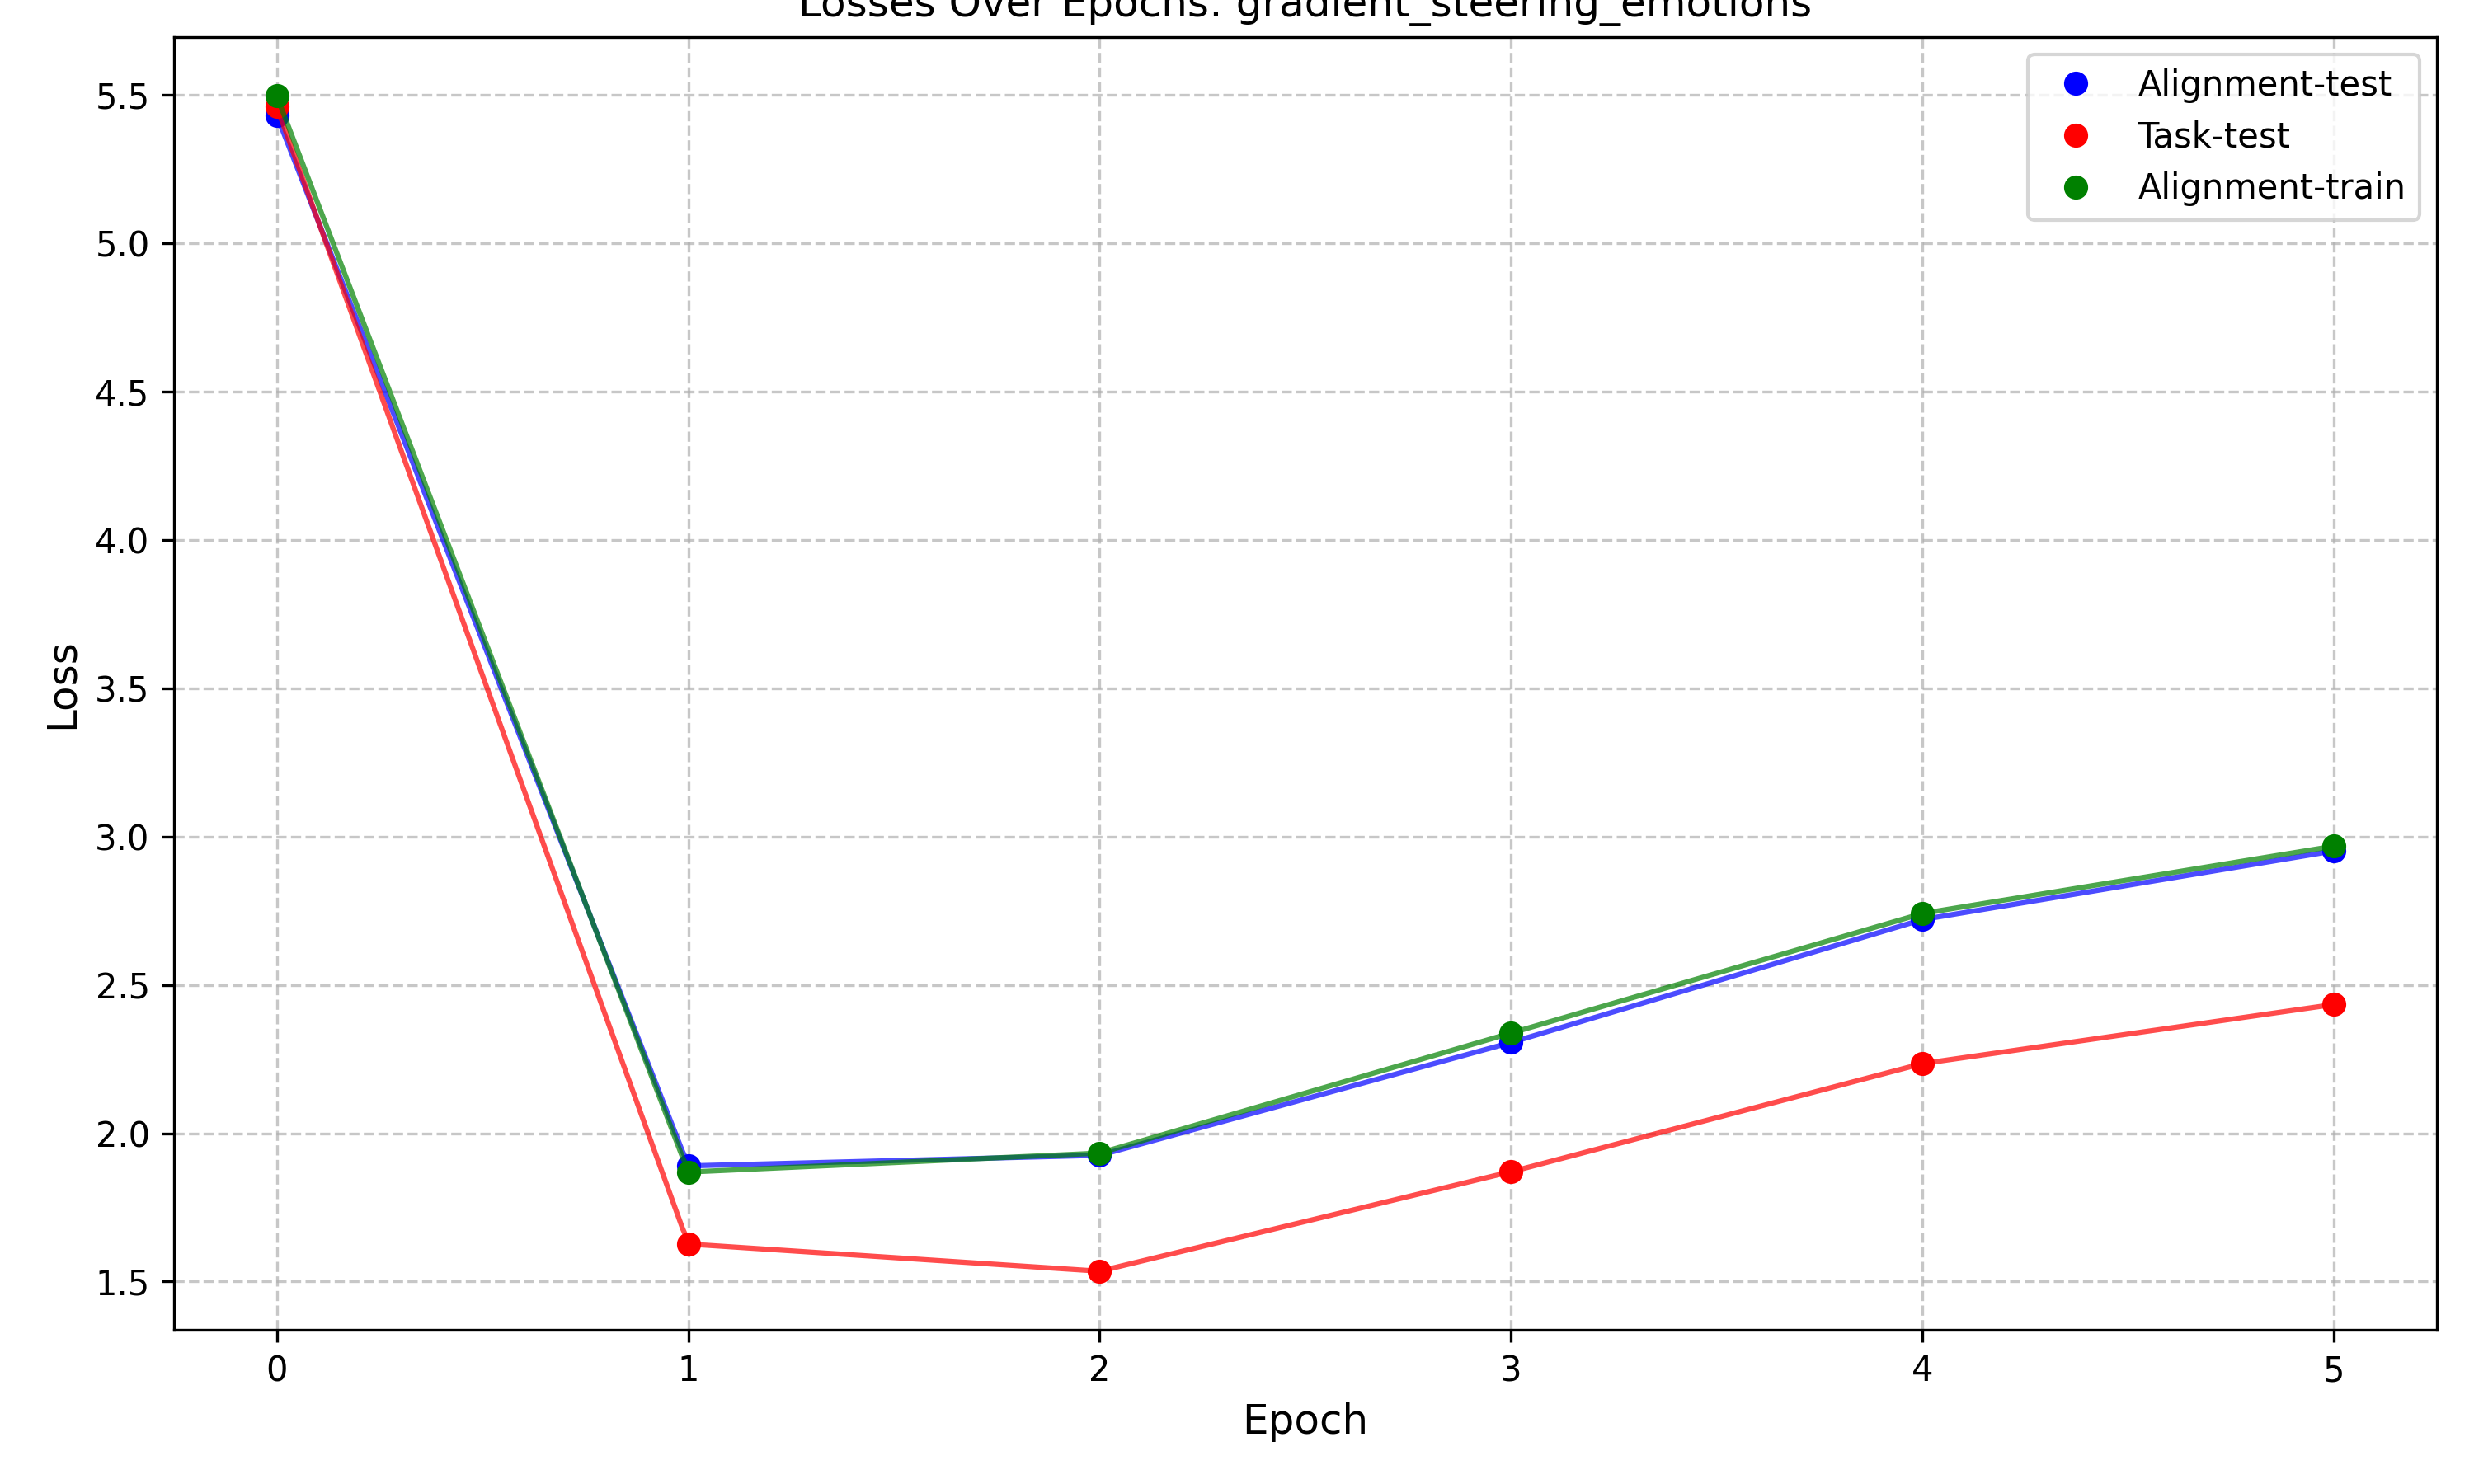 Losses Over Epochs: gradient_steering_emotions
Alignment-test
Task-test
Alignment-train
5.5
5.0
4.5
4.0
3.5
3.0
2.5
2.0
1.5
Loss
0 1 2 3 4 5
Epoch